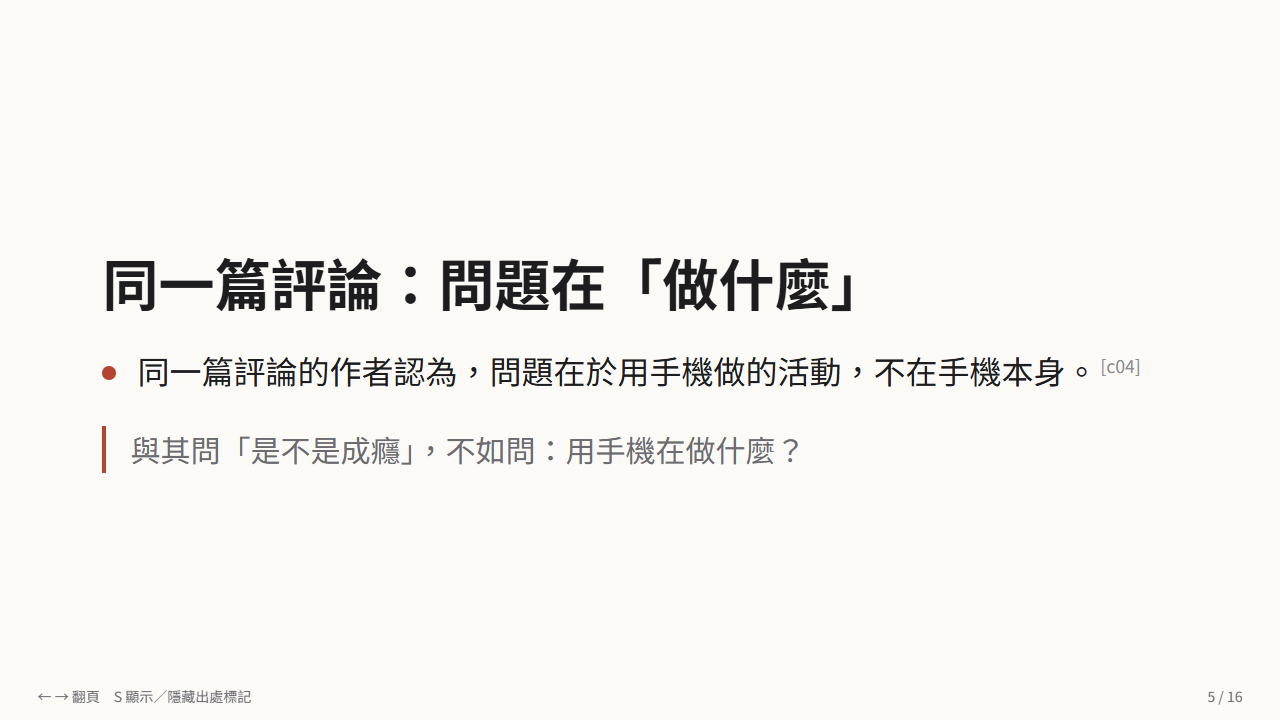 同一篇評論：問題在「做什麼」
同一篇評論的作者認為，問題在於用手機做的活動，不在手機本身。[c04]
與其問「是不是成癮」，不如問：用手機在做什麼？
←→ 翻頁　S 顯示／隱藏出處標記
5 / 16